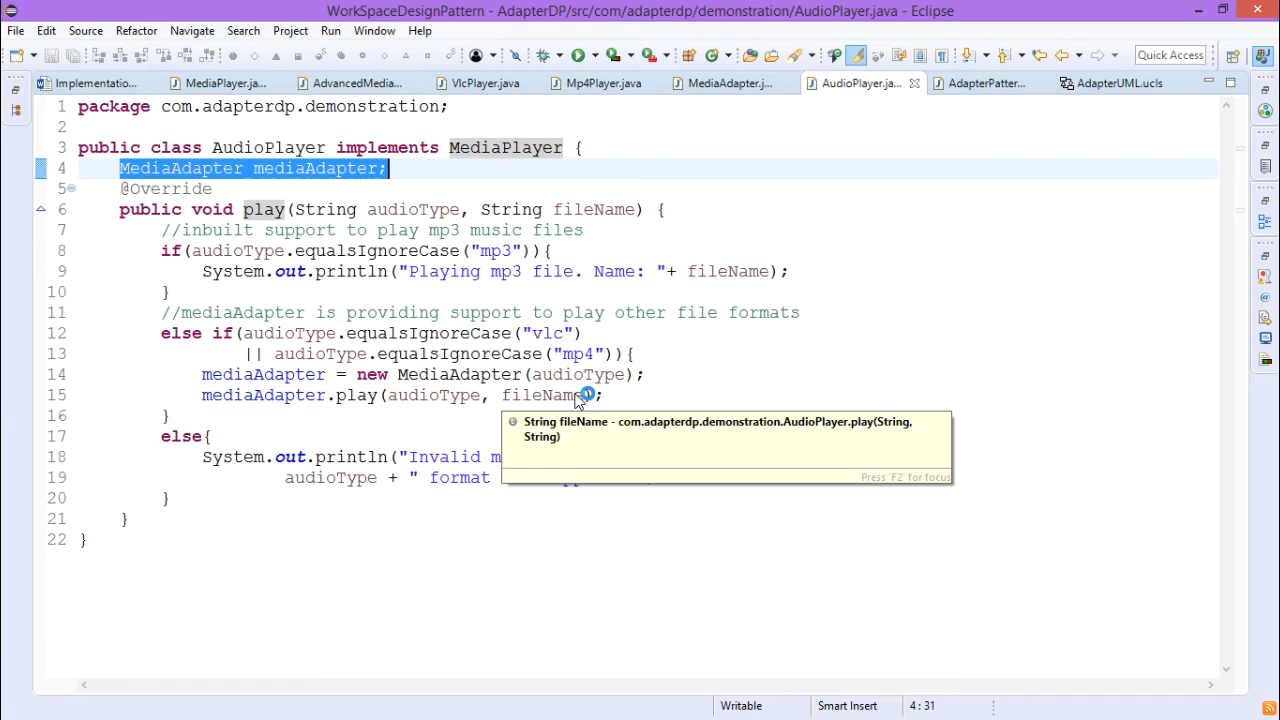 WorkSpaceDesignPattern - AdapterDP/src/com/adapterdp/demonstration/AudioPlayer.java - Eclipse
File Edit Source Refactor Navigate Search Project Run Window Help
Quick Access
Implementatio... MediaPlayer.ja... AdvancedMedia... VlcPlayer.java Mp4Player.java MediaAdapter.j... AudioPlayer.ja... AdapterPatter... AdapterUML.ucls
1 package com.adapterdp.demonstration;
2
3 public class AudioPlayer implements MediaPlayer {
4 MediaAdapter mediaAdapter;
5 @Override
6 public void play(String audioType, String fileName) {
7 //inbuilt support to play mp3 music files
8 if(audioType.equalsIgnoreCase("mp3")){
9 System.out.println("Playing mp3 file. Name: "+ fileName);
10 }
11 //mediaAdapter is providing support to play other file formats
12 else if(audioType.equalsIgnoreCase("vlc")
13 || audioType.equalsIgnoreCase("mp4")){
14 mediaAdapter = new MediaAdapter(audioType);
15 mediaAdapter.play(audioType, fileName);
16 }
String fileName - com.adapterdp.demonstration.AudioPlayer.play(String,
String)
Press 'F2' for focus
17 else{
18 System.out.println("Invalid m
19 audioType + " format
20 }
21 }
22 }
Writable Smart Insert 4 : 31